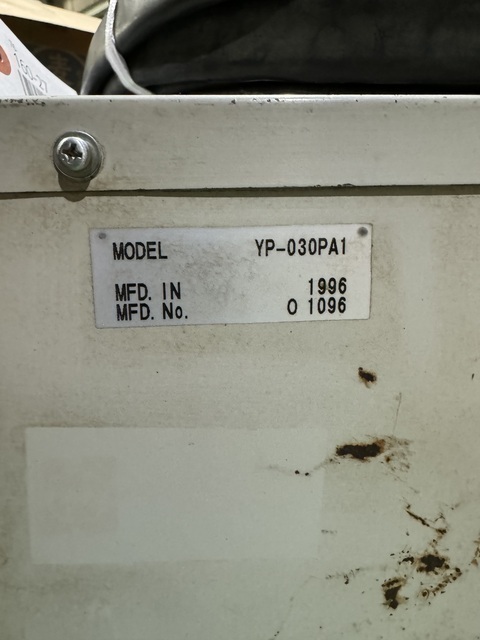 MODEL YP-030PA1
MFD. IN 1996
MFD. No. O 1096